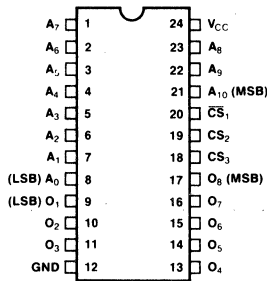 A7 1 24 VCC
A6 2 23 A8
A5 3 22 A9
A4 4 21 A10 (MSB)
A3 5 20 C̅S̅1
A2 6 19 CS2
A1 7 18 CS3
(LSB) A0 8 17 O8 (MSB)
(LSB) O1 9 16 O7
O2 10 15 O6
O3 11 14 O5
GND 12 13 O4